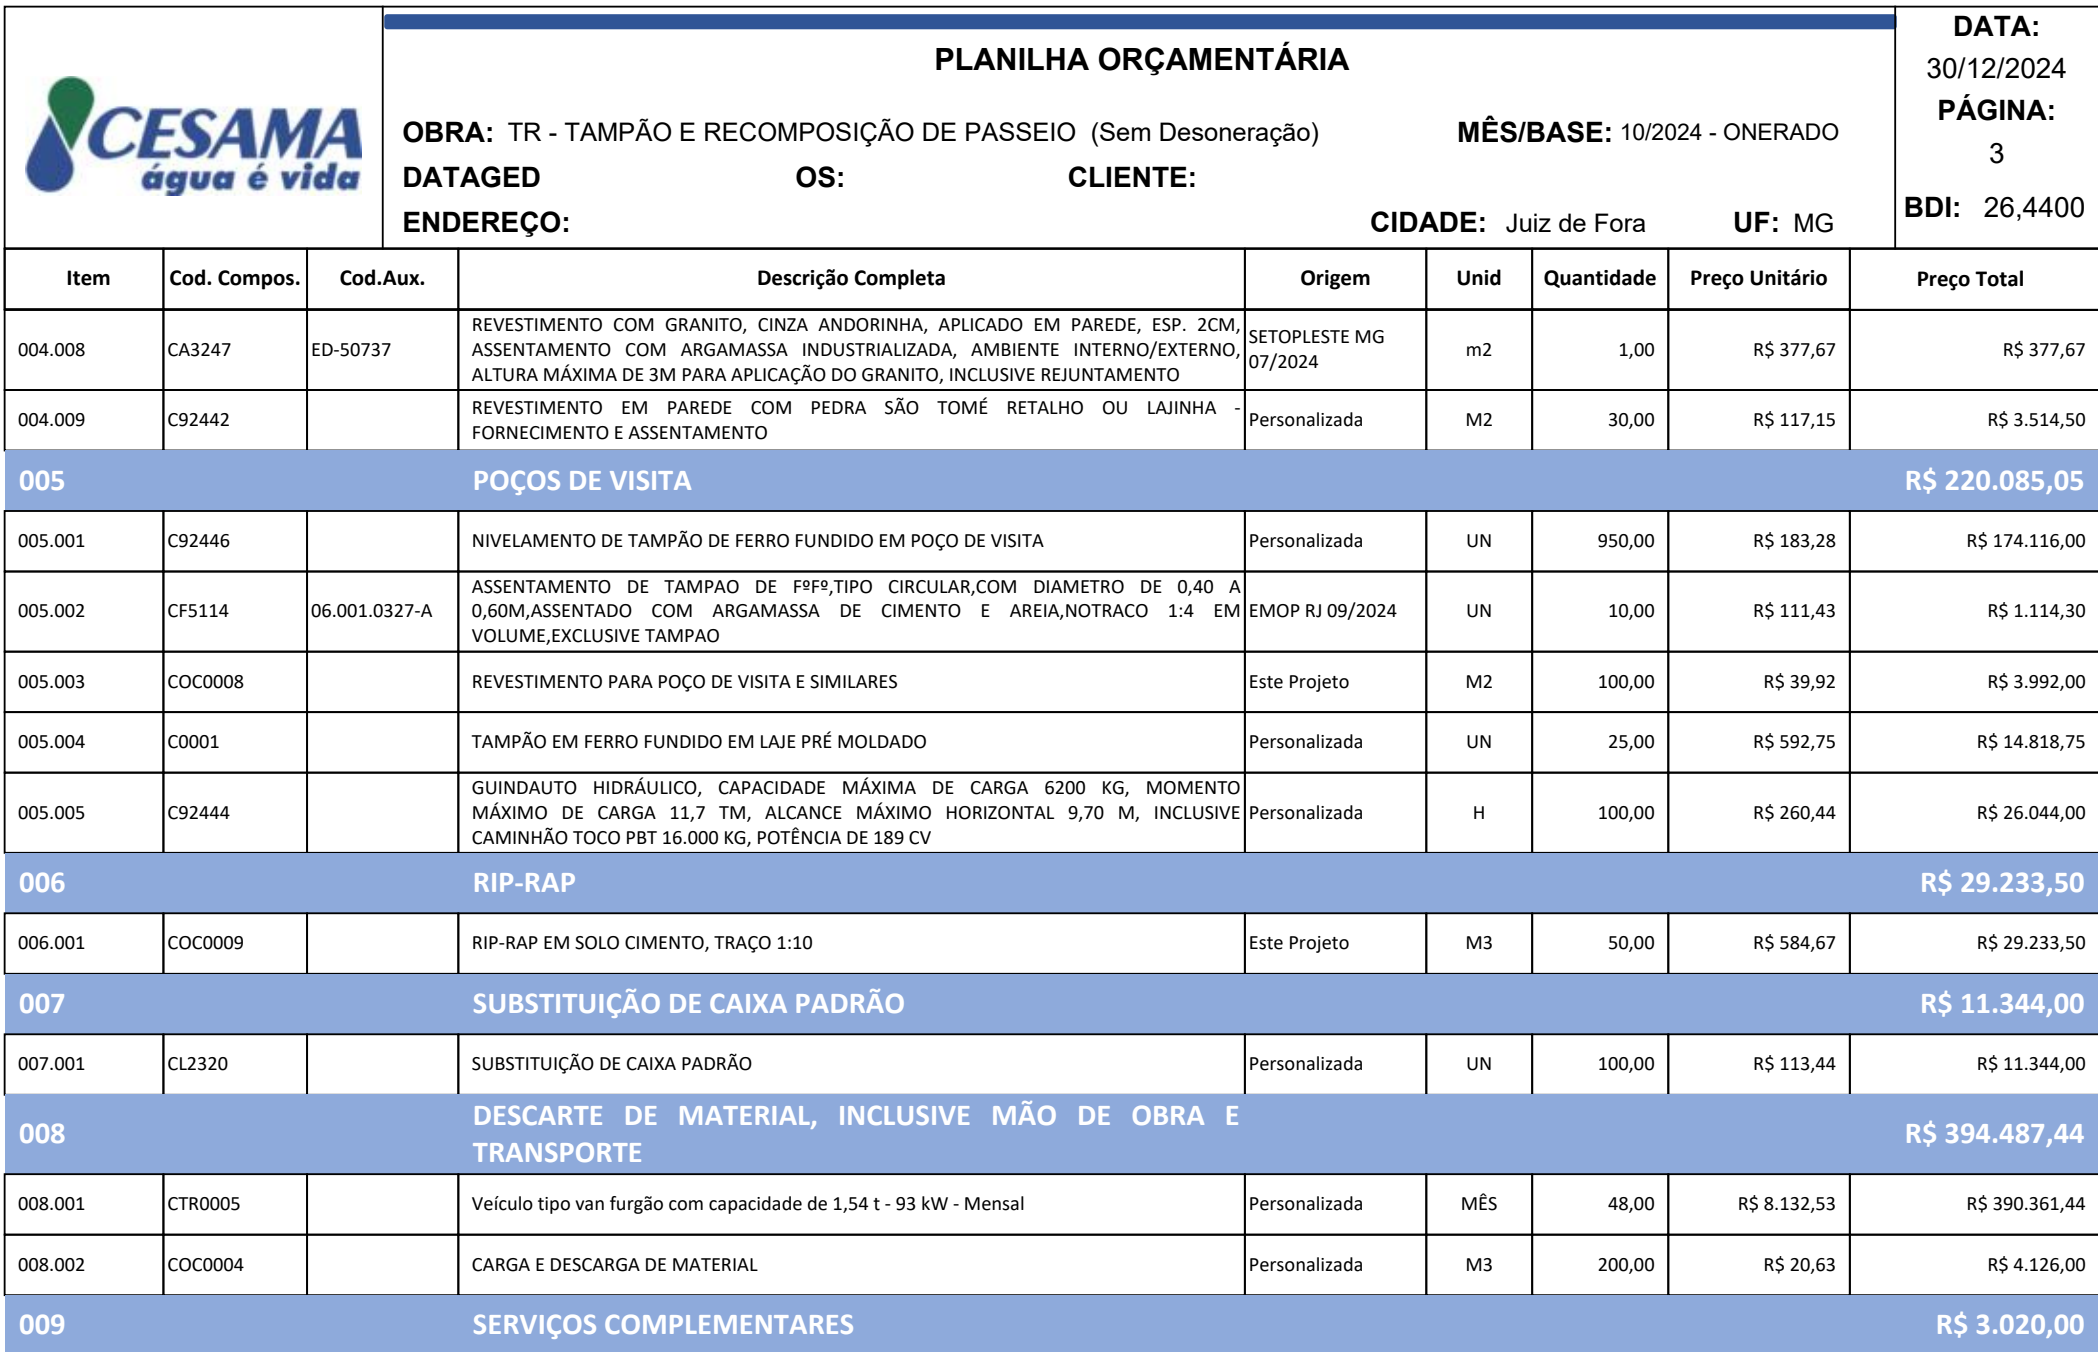 CESAMA
água é vida
PLANILHA ORÇAMENTÁRIA
OBRA: TR - TAMPÃO E RECOMPOSIÇÃO DE PASSEIO (Sem Desoneração) MÊS/BASE: 10/2024 - ONERADO
DATAGED OS: CLIENTE:
ENDEREÇO: CIDADE: Juiz de Fora UF: MG
DATA:
30/12/2024
PÁGINA:
3
BDI: 26,4400
Item Cod. Compos. Cod.Aux. Descrição Completa Origem Unid Quantidade Preço Unitário Preço Total
004.008 CA3247 ED-50737 REVESTIMENTO COM GRANITO, CINZA ANDORINHA, APLICADO EM PAREDE, ESP. 2CM,
ASSENTAMENTO COM ARGAMASSA INDUSTRIALIZADA, AMBIENTE INTERNO/EXTERNO,
ALTURA MÁXIMA DE 3M PARA APLICAÇÃO DO GRANITO, INCLUSIVE REJUNTAMENTO
SETOPLESTE MG
07/2024
m2 1,00 R$ 377,67 R$ 377,67
004.009 C92442 REVESTIMENTO EM PAREDE COM PEDRA SÃO TOMÉ RETALHO OU LAJINHA -
FORNECIMENTO E ASSENTAMENTO
Personalizada M2 30,00 R$ 117,15 R$ 3.514,50
005 POÇOS DE VISITA R$ 220.085,05
005.001 C92446 NIVELAMENTO DE TAMPÃO DE FERRO FUNDIDO EM POÇO DE VISITA Personalizada UN 950,00 R$ 183,28 R$ 174.116,00
005.002 CF5114 06.001.0327-A ASSENTAMENTO DE TAMPAO DE FºFº,TIPO CIRCULAR,COM DIAMETRO DE 0,40 A
0,60M,ASSENTADO COM ARGAMASSA DE CIMENTO E AREIA,NOTRACO 1:4 EM
VOLUME,EXCLUSIVE TAMPAO
EMOP RJ 09/2024 UN 10,00 R$ 111,43 R$ 1.114,30
005.003 COC0008 REVESTIMENTO PARA POÇO DE VISITA E SIMILARES Este Projeto M2 100,00 R$ 39,92 R$ 3.992,00
005.004 C0001 TAMPÃO EM FERRO FUNDIDO EM LAJE PRÉ MOLDADO Personalizada UN 25,00 R$ 592,75 R$ 14.818,75
005.005 C92444 GUINDAUTO HIDRÁULICO, CAPACIDADE MÁXIMA DE CARGA 6200 KG, MOMENTO
MÁXIMO DE CARGA 11,7 TM, ALCANCE MÁXIMO HORIZONTAL 9,70 M, INCLUSIVE
CAMINHÃO TOCO PBT 16.000 KG, POTÊNCIA DE 189 CV
Personalizada H 100,00 R$ 260,44 R$ 26.044,00
006 RIP-RAP R$ 29.233,50
006.001 COC0009 RIP-RAP EM SOLO CIMENTO, TRAÇO 1:10 Este Projeto M3 50,00 R$ 584,67 R$ 29.233,50
007 SUBSTITUIÇÃO DE CAIXA PADRÃO R$ 11.344,00
007.001 CL2320 SUBSTITUIÇÃO DE CAIXA PADRÃO Personalizada UN 100,00 R$ 113,44 R$ 11.344,00
008 DESCARTE DE MATERIAL, INCLUSIVE MÃO DE OBRA E
TRANSPORTE
R$ 394.487,44
008.001 CTR0005 Veículo tipo van furgão com capacidade de 1,54 t - 93 kW - Mensal Personalizada MÊS 48,00 R$ 8.132,53 R$ 390.361,44
008.002 COC0004 CARGA E DESCARGA DE MATERIAL Personalizada M3 200,00 R$ 20,63 R$ 4.126,00
009 SERVIÇOS COMPLEMENTARES R$ 3.020,00